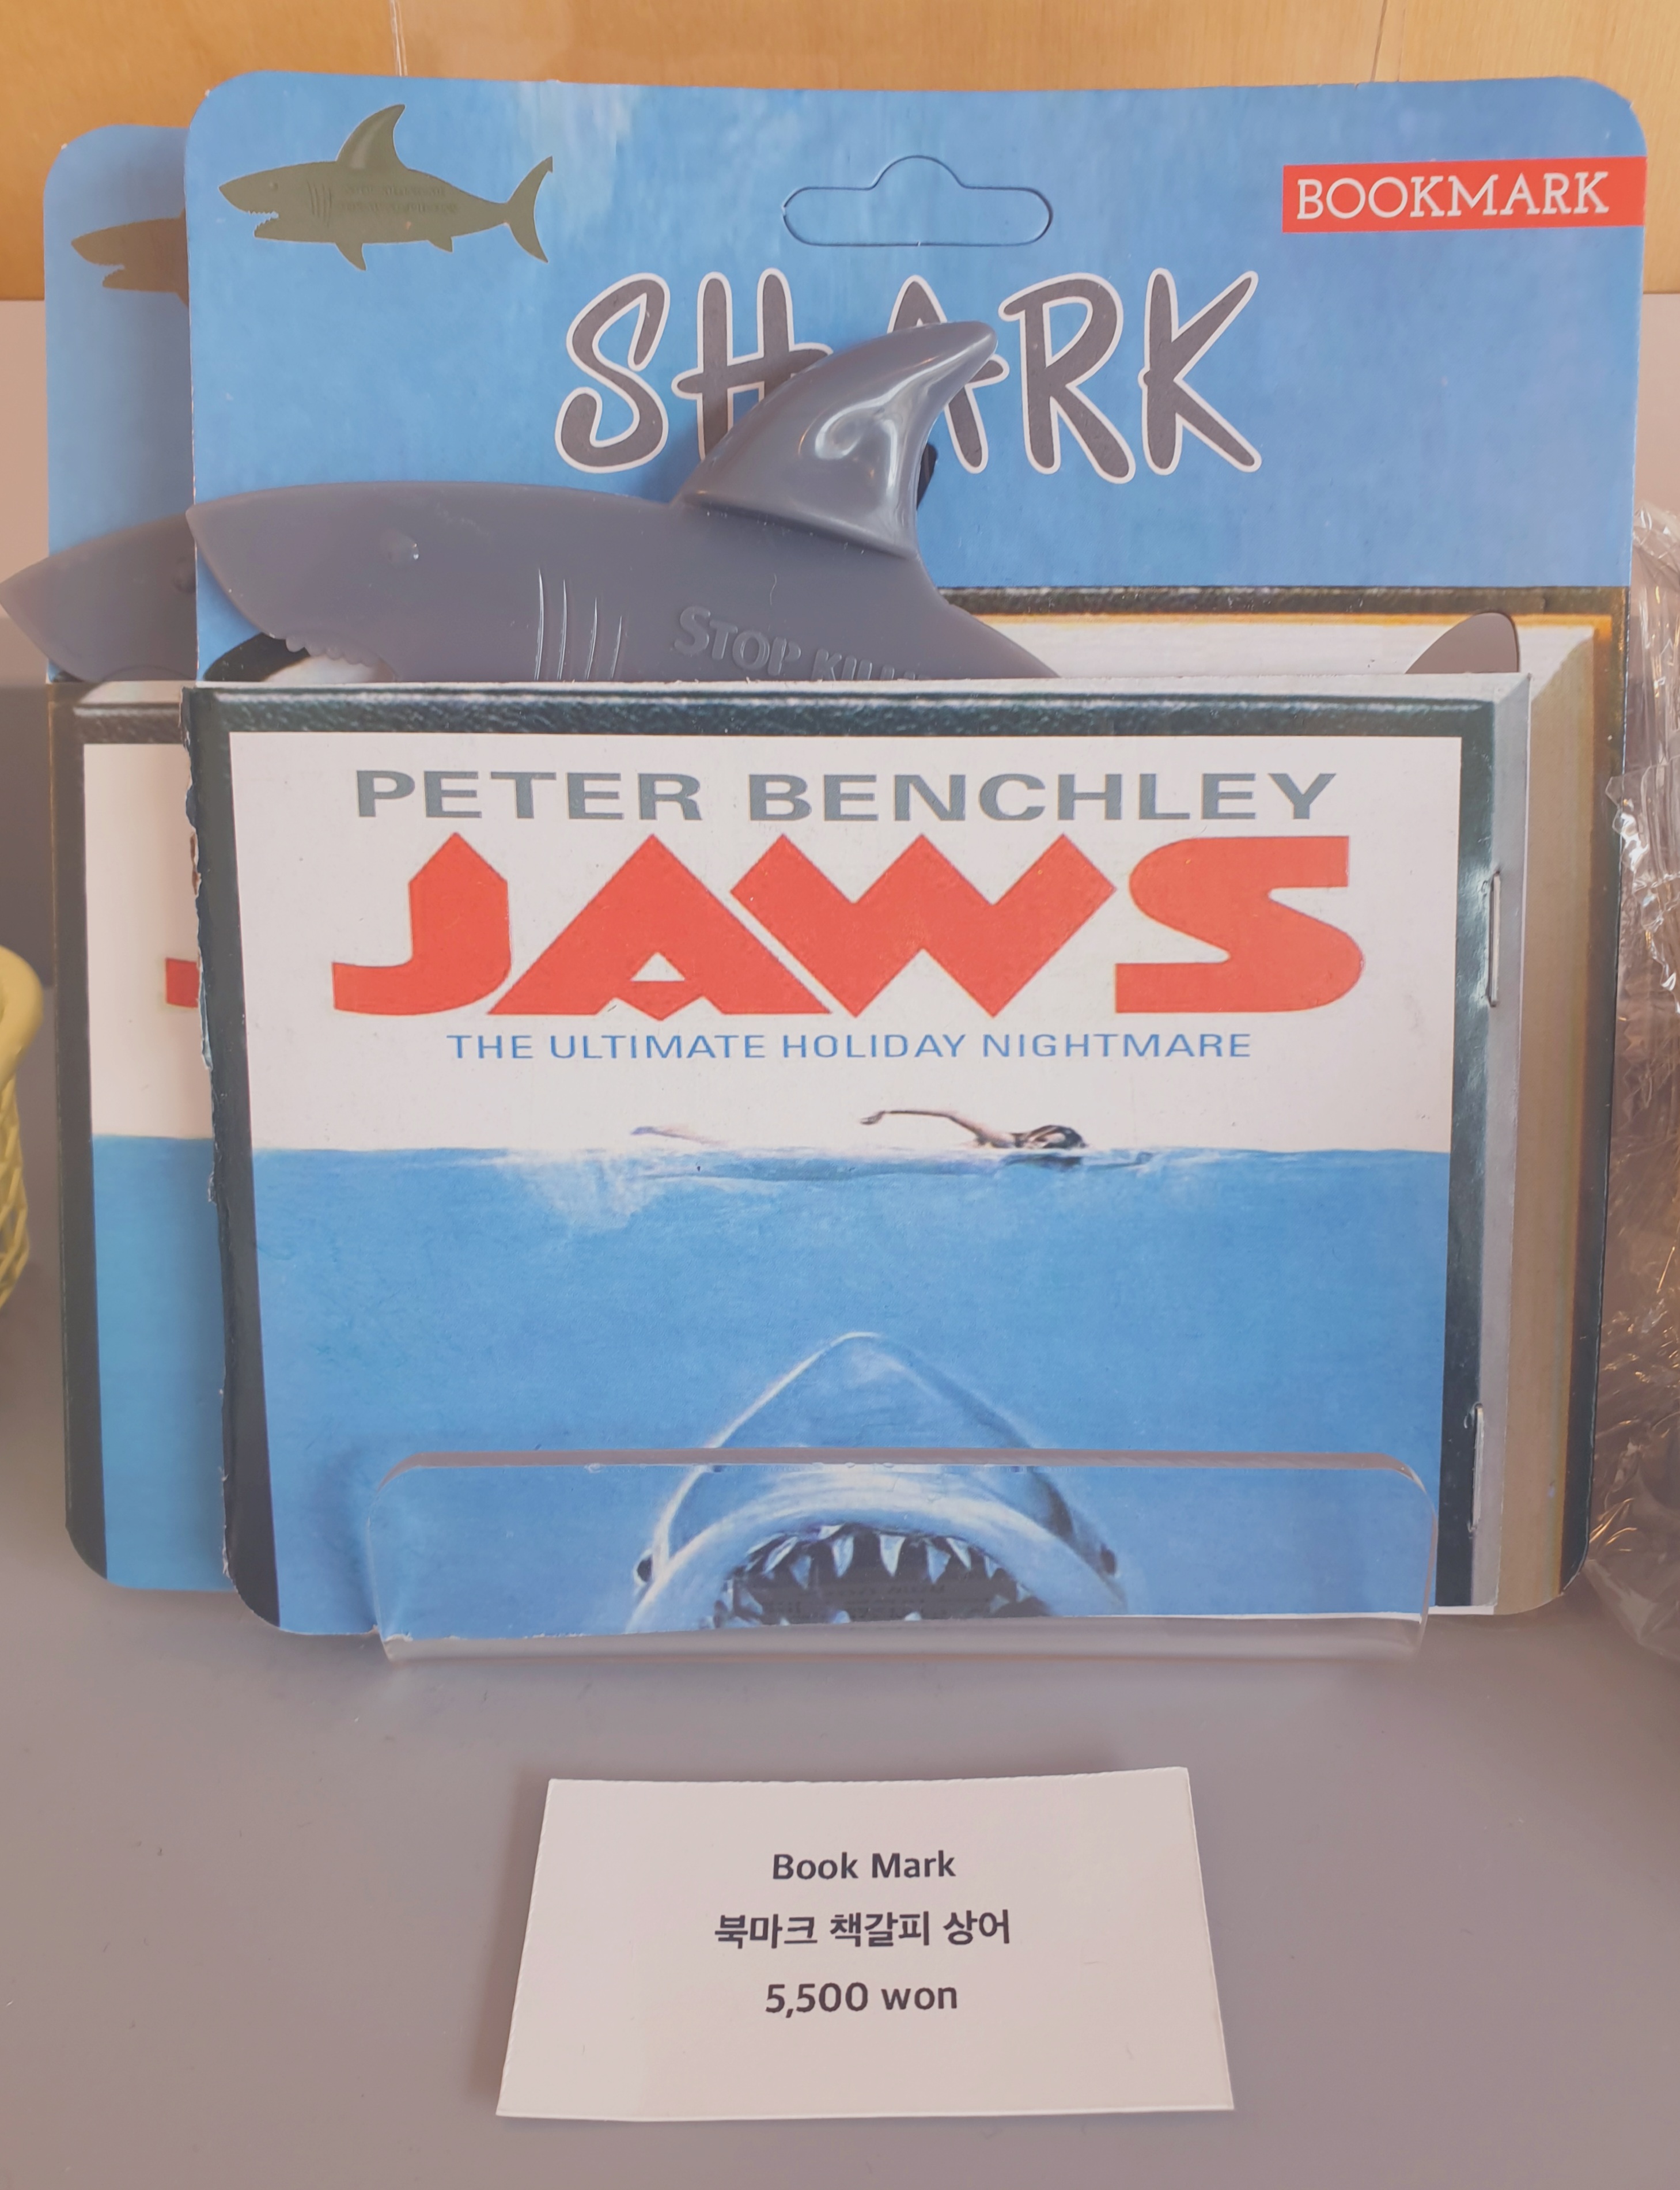 BOOKMARK
SHARK
STOP
PETER BENCHLEY
JAWS
THE ULTIMATE HOLIDAY NIGHTMARE
Book Mark
북마크 책갈피 상어
5,500 won